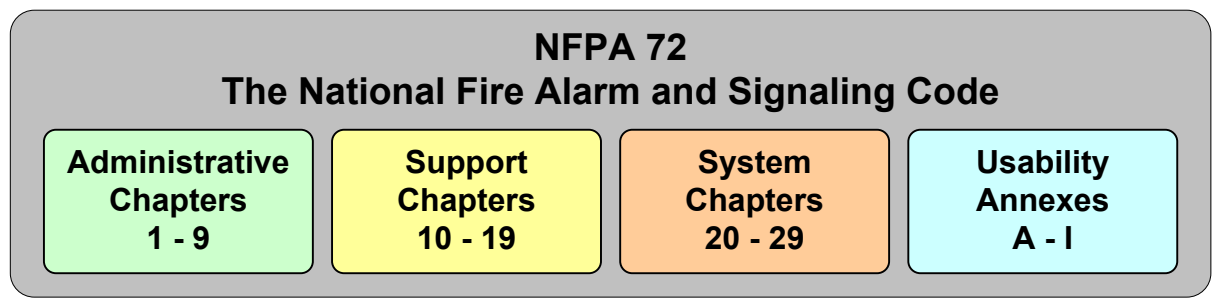 NFPA 72
The National Fire Alarm and Signaling Code
Administrative
Chapters
1 - 9
Support
Chapters
10 - 19
System
Chapters
20 - 29
Usability
Annexes
A - I